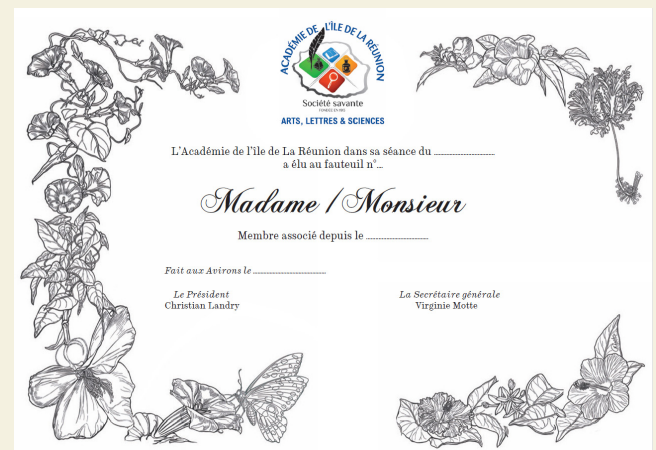 ACADÉMIE DE L'ÎLE DE LA RÉUNION
Société savante
ARTS, LETTRES & SCIENCES
L'Académie de l'île de La Réunion dans sa séance du ........................
a élu au fauteuil n°...
Madame / Monsieur
Membre associé depuis le ........................
Fait aux Avirons le ........................
Le Président
Christian Landry
La Secrétaire générale
Virginie Motte